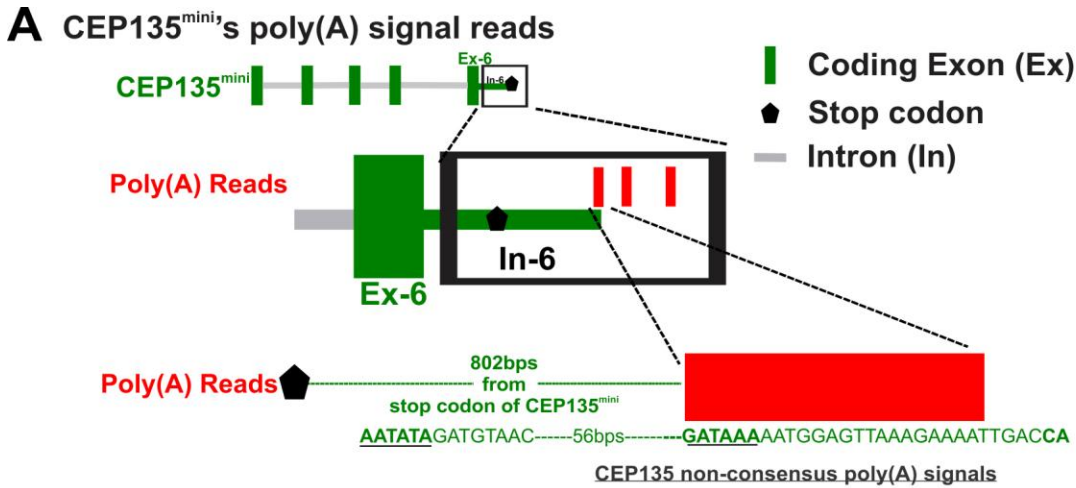 A CEP135mini's poly(A) signal reads
Ex-6
CEP135mini
In-6
Coding Exon (Ex)
Stop codon
Intron (In)
Poly(A) Reads
In-6
Ex-6
802bps
Poly(A) Reads
from
stop codon of CEP135mini
AATATAGATGTAAC------56bps----------GATAAAAATGGAGTTAAAGAAAATTGACCA
CEP135 non-consensus poly(A) signals